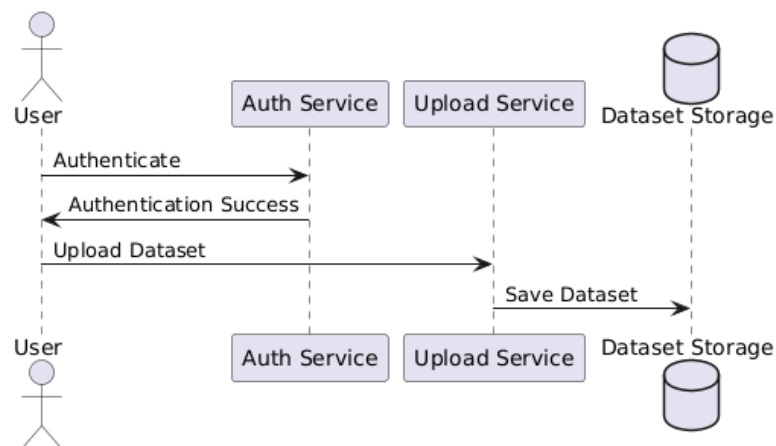 User
Auth Service
Upload Service
Dataset Storage
Authenticate
Authentication Success
Upload Dataset
Save Dataset
User
Auth Service
Upload Service
Dataset Storage